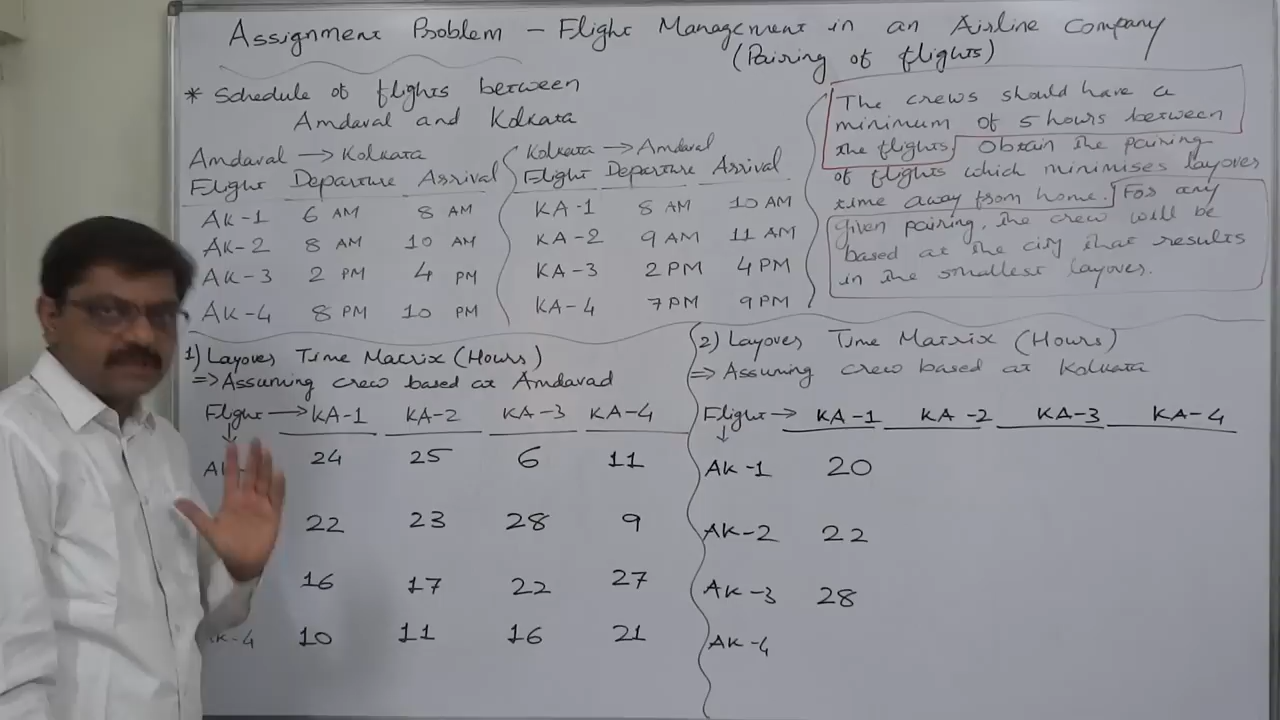 Assignment Problem - Flight Management in an Airline Company
(Pairing of flights)
* Schedule of flights between
Amdavad and Kolkata
Amdavad → Kolkata
Flight Departure Arrival
AK-1 6 AM 8 AM
AK-2 8 AM 10 AM
AK-3 2 PM 4 PM
AK-4 8 PM 10 PM
Kolkata → Amdavad
Flight Departure Arrival
KA-1 8 AM 10 AM
KA-2 9 AM 11 AM
KA-3 2 PM 4 PM
KA-4 7 PM 9 PM
The crews should have a
minimum of 5 hours between
the flights. Obtain the pairing
of flights which minimises layover
time away from home. For any
given pairing, the crew will be
based at the city that results
in the smallest layover.
1) Layover Time Matrix (Hours)
⇒ Assuming crew based at Amdavad
Flight → KA-1 KA-2 KA-3 KA-4
↓
AK- 24 25 6 11
22 23 28 9
16 17 22 27
K-4 10 11 16 21
2) Layover Time Matrix (Hours)
⇒ Assuming crew based at Kolkata
Flight → KA-1 KA-2 KA-3 KA-4
↓
AK-1 20
AK-2 22
AK-3 28
AK-4